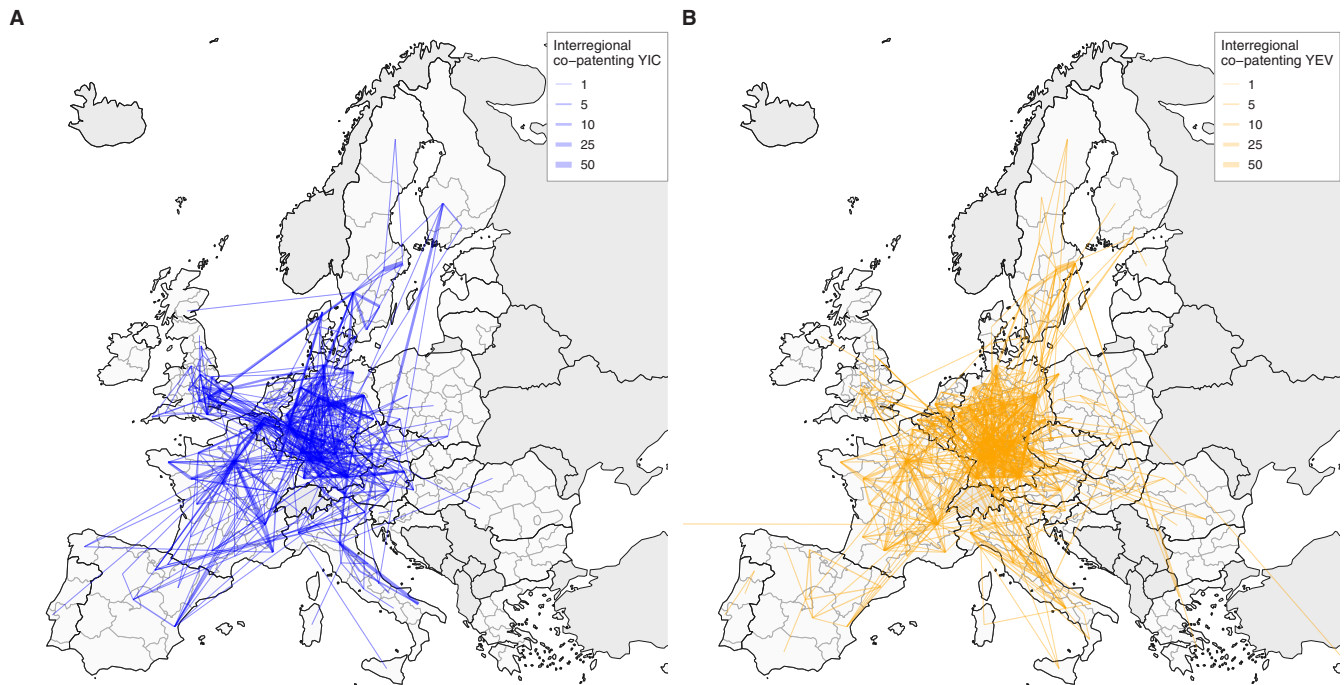 A
Interregional
co−patenting YIC
1
5
10
25
50
B
Interregional
co−patenting YEV
1
5
10
25
50